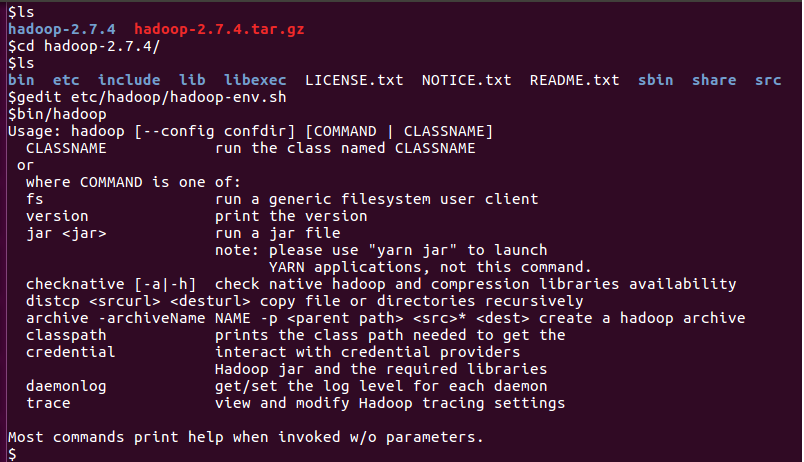 $ls
hadoop-2.7.4  hadoop-2.7.4.tar.gz
$cd hadoop-2.7.4/
$ls
bin  etc  include  lib  libexec  LICENSE.txt  NOTICE.txt  README.txt  sbin  share  src
$gedit etc/hadoop/hadoop-env.sh
$bin/hadoop
Usage: hadoop [--config confdir] [COMMAND | CLASSNAME]
  CLASSNAME            run the class named CLASSNAME
 or
  where COMMAND is one of:
  fs                   run a generic filesystem user client
  version              print the version
  jar <jar>            run a jar file
                       note: please use "yarn jar" to launch
                             YARN applications, not this command.
  checknative [-a|-h]  check native hadoop and compression libraries availability
  distcp <srcurl> <desturl> copy file or directories recursively
  archive -archiveName NAME -p <parent path> <src>* <dest> create a hadoop archive
  classpath            prints the class path needed to get the
  credential           interact with credential providers
                       Hadoop jar and the required libraries
  daemonlog            get/set the log level for each daemon
  trace                view and modify Hadoop tracing settings

Most commands print help when invoked w/o parameters.
$